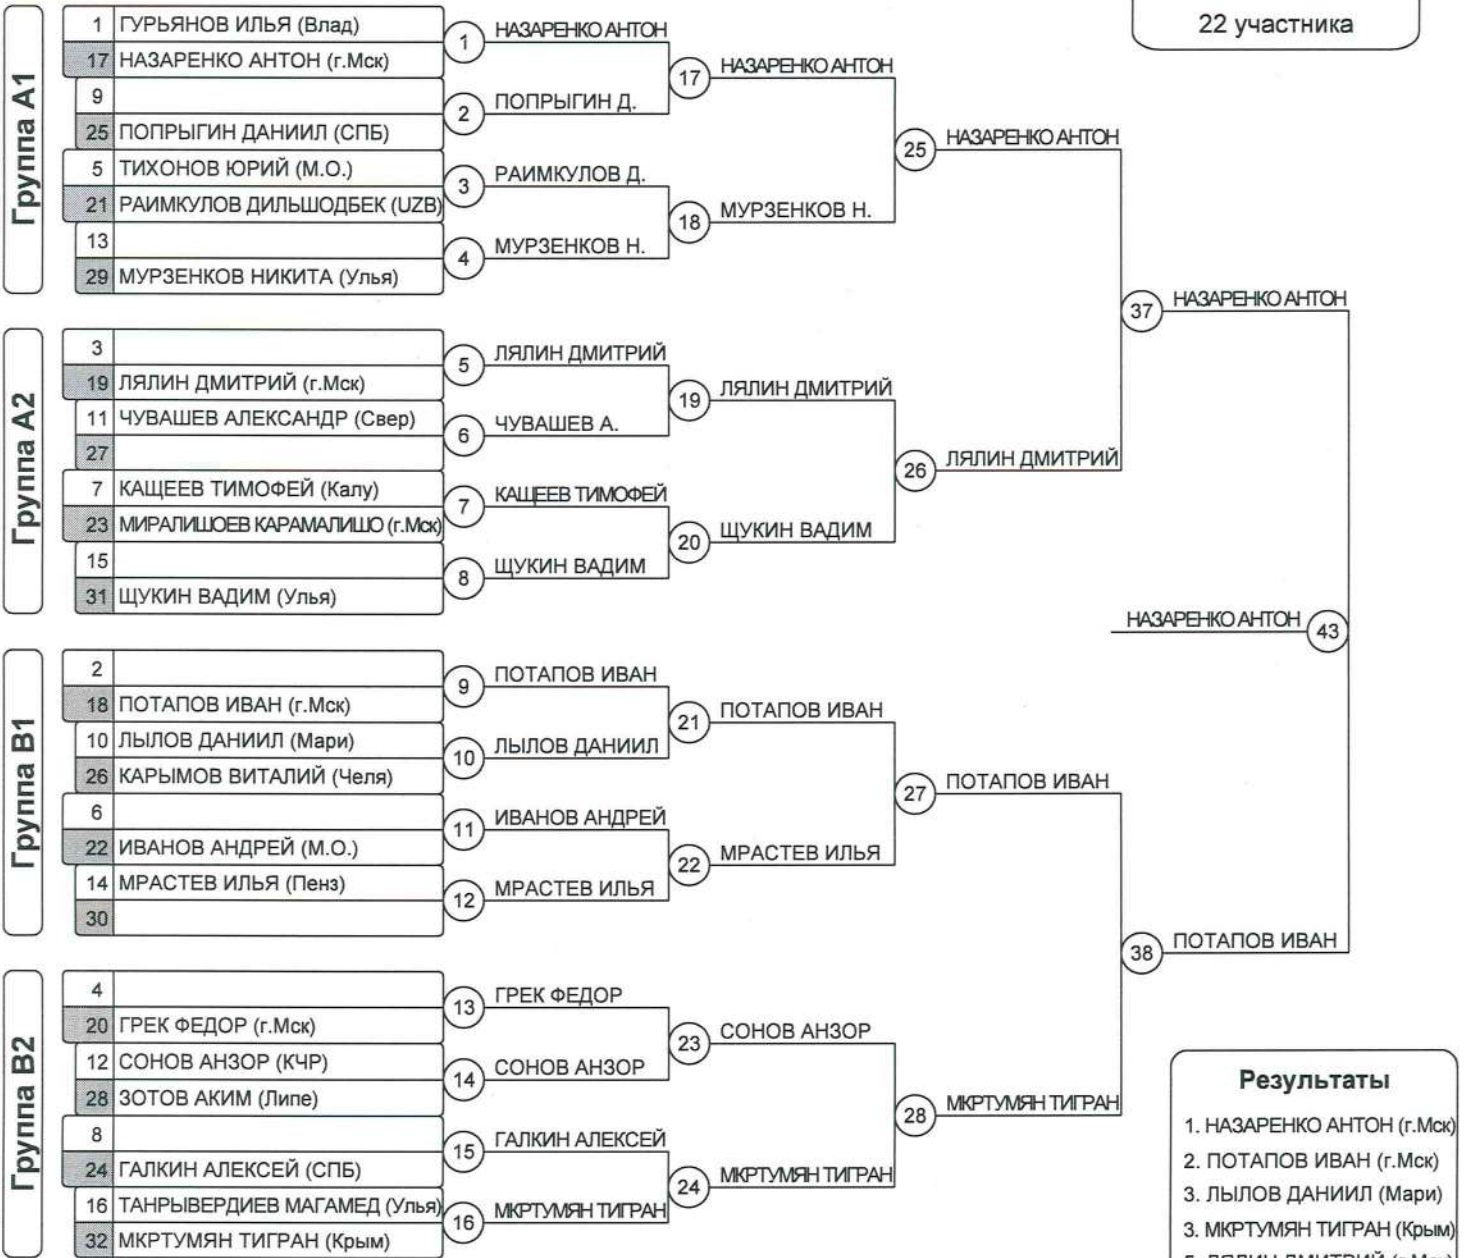 22 участника
Группа А1
1 ГУРЬЯНОВ ИЛЬЯ (Влад)
17 НАЗАРЕНКО АНТОН (г.Мск)
9
25 ПОПРЫГИН ДАНИИЛ (СПБ)
5 ТИХОНОВ ЮРИЙ (М.О.)
21 РАИМКУЛОВ ДИЛЬШОДБЕК (UZB)
13
29 МУРЗЕНКОВ НИКИТА (Улья)
1 НАЗАРЕНКО АНТОН
2 ПОПРЫГИН Д.
3 РАИМКУЛОВ Д.
4 МУРЗЕНКОВ Н.
17 НАЗАРЕНКО АНТОН
18 МУРЗЕНКОВ Н.
25 НАЗАРЕНКО АНТОН
Группа А2
3
19 ЛЯЛИН ДМИТРИЙ (г.Мск)
11 ЧУВАШЕВ АЛЕКСАНДР (Свер)
27
7 КАЩЕЕВ ТИМОФЕЙ (Калу)
23 МИРАЛИШОЕВ КАРАМАЛИШО (г.Мск)
15
31 ЩУКИН ВАДИМ (Улья)
5 ЛЯЛИН ДМИТРИЙ
6 ЧУВАШЕВ А.
7 КАЩЕЕВ ТИМОФЕЙ
8 ЩУКИН ВАДИМ
19 ЛЯЛИН ДМИТРИЙ
20 ЩУКИН ВАДИМ
26 ЛЯЛИН ДМИТРИЙ
37 НАЗАРЕНКО АНТОН
НАЗАРЕНКО АНТОН 43
Группа В1
2
18 ПОТАПОВ ИВАН (г.Мск)
10 ЛЫЛОВ ДАНИИЛ (Мари)
26 КАРЫМОВ ВИТАЛИЙ (Челя)
6
22 ИВАНОВ АНДРЕЙ (М.О.)
14 МРАСТЕВ ИЛЬЯ (Пенз)
30
9 ПОТАПОВ ИВАН
10 ЛЫЛОВ ДАНИИЛ
11 ИВАНОВ АНДРЕЙ
12 МРАСТЕВ ИЛЬЯ
21 ПОТАПОВ ИВАН
22 МРАСТЕВ ИЛЬЯ
27 ПОТАПОВ ИВАН
38 ПОТАПОВ ИВАН
Группа В2
4
20 ГРЕК ФЕДОР (г.Мск)
12 СОНОВ АНЗОР (КЧР)
28 ЗОТОВ АКИМ (Липе)
8
24 ГАЛКИН АЛЕКСЕЙ (СПБ)
16 ТАНРЫВЕРДИЕВ МАГАМЕД (Улья)
32 МКРТУМЯН ТИГРАН (Крым)
13 ГРЕК ФЕДОР
14 СОНОВ АНЗОР
15 ГАЛКИН АЛЕКСЕЙ
16 МКРТУМЯН ТИГРАН
23 СОНОВ АНЗОР
24 МКРТУМЯН ТИГРАН
28 МКРТУМЯН ТИГРАН
Результаты
1. НАЗАРЕНКО АНТОН (г.Мск)
2. ПОТАПОВ ИВАН (г.Мск)
3. ЛЫЛОВ ДАНИИЛ (Мари)
3. МКРТУМЯН ТИГРАН (Крым)
5. ЛЯЛИН ДМИТРИЙ (г.Мск)